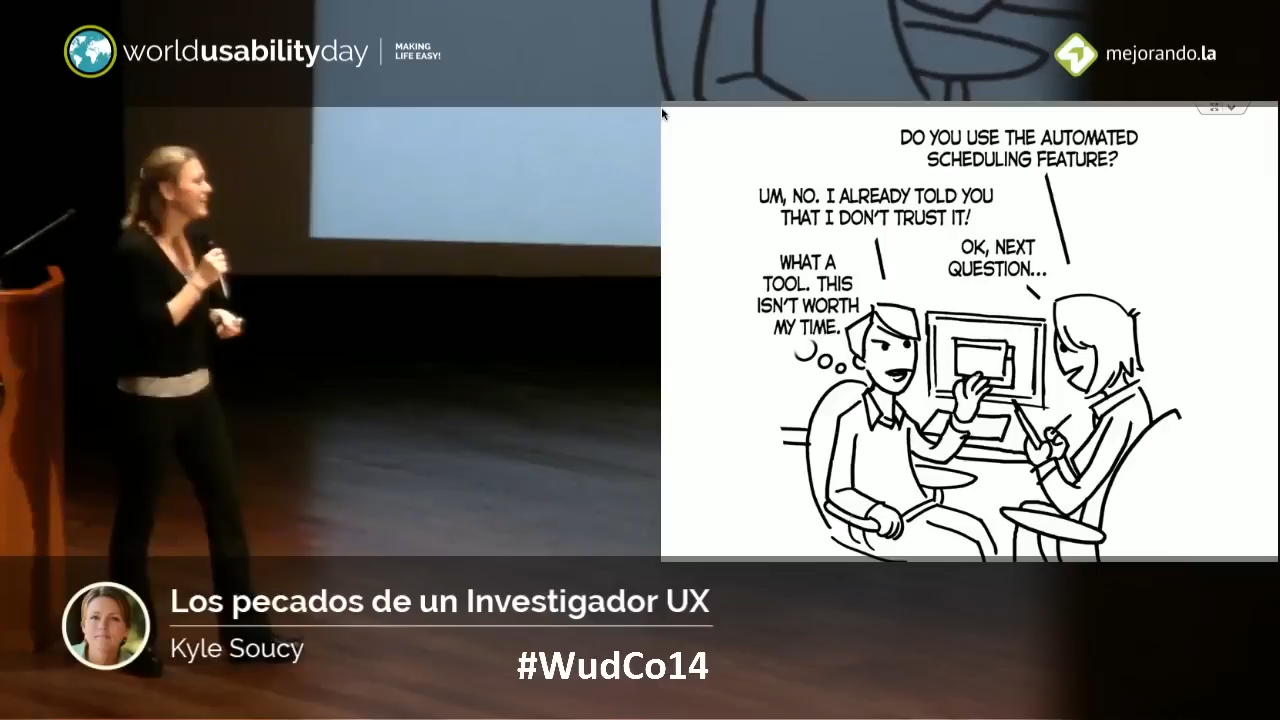 worldusabilityday
MAKING
LIFE EASY!
mejorando.la
DO YOU USE THE AUTOMATED
SCHEDULING FEATURE?
UM, NO. I ALREADY TOLD YOU
THAT I DON'T TRUST IT!
OK, NEXT
QUESTION...
WHAT A
TOOL. THIS
ISN'T WORTH
MY TIME.
Los pecados de un Investigador UX
Kyle Soucy
#WudCo14